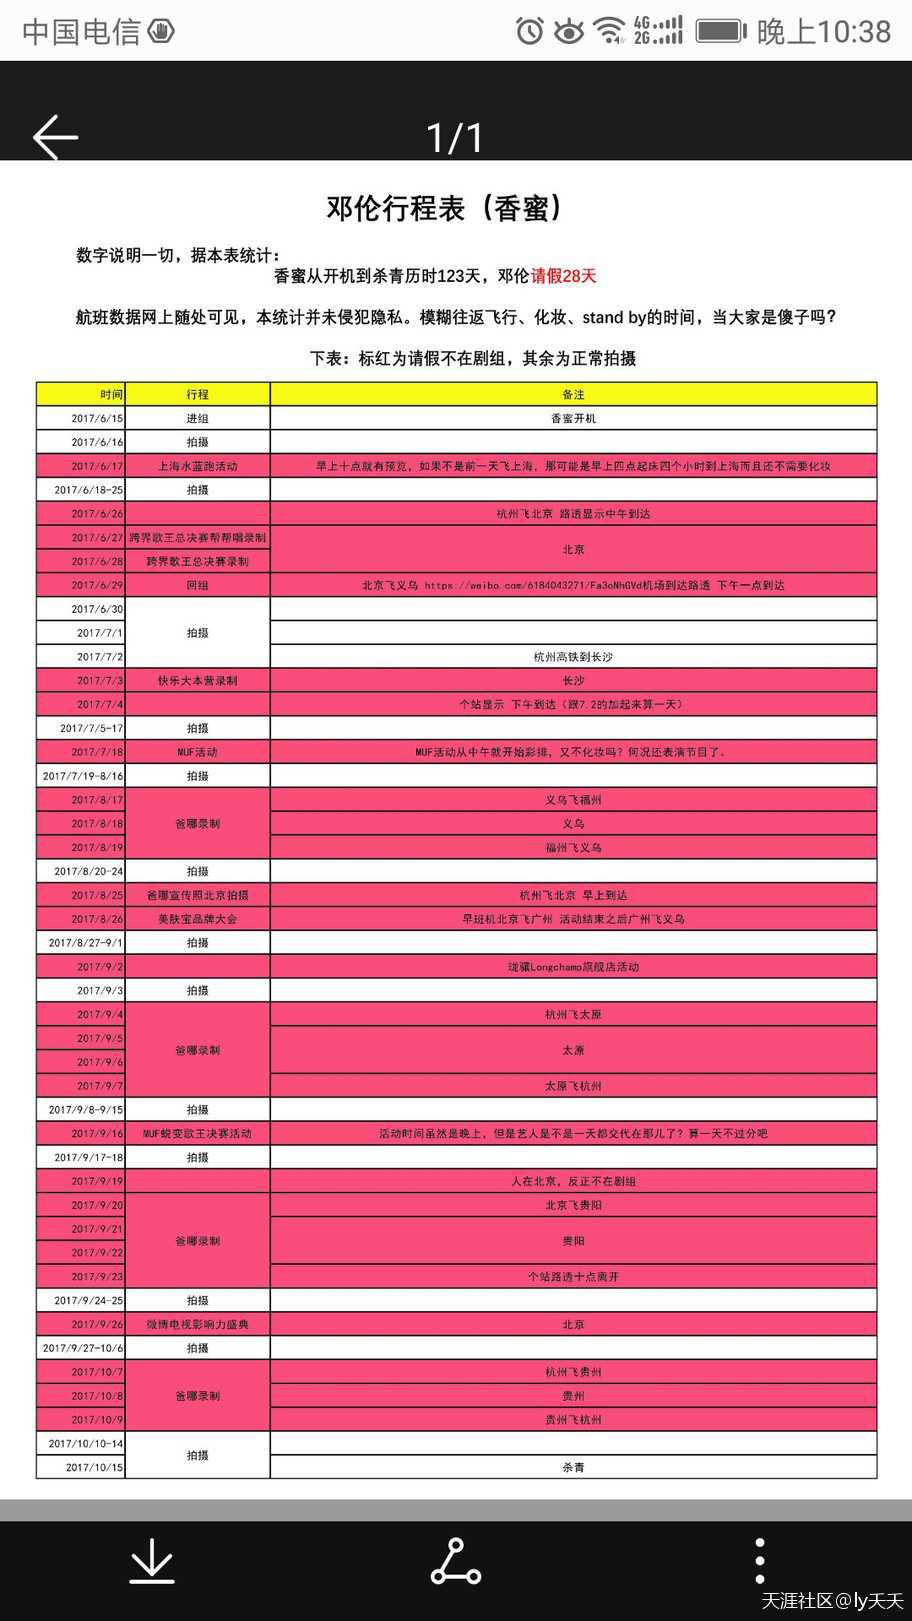 中国电信 4G 2G 晚上10:38
1/1
邓伦行程表（香蜜）
数字说明一切，据本表统计：
香蜜从开机到杀青历时123天，邓伦请假28天
航班数据网上随处可见，本统计并未侵犯隐私。模糊往返飞行、化妆、stand by的时间，当大家是傻子吗？
下表：标红为请假不在剧组，其余为正常拍摄
时间 行程 备注
2017/6/15 进组 香蜜开机
2017/6/16 拍摄
2017/6/17 上海水蓝跑活动 早上十点就有预览，如果不是前一天飞上海，那可能是早上四点起床四个小时到上海而且还不需要化妆
2017/6/18-25 拍摄
2017/6/26 杭州飞北京 路透显示中午到达
2017/6/27 跨界歌王总决赛帮帮唱录制 北京
2017/6/28 跨界歌王总决赛录制
2017/6/29 回组 北京飞义乌 https://weibo.com/6184043271/Fa3oNhGVd机场到达路透 下午一点到达
2017/6/30
2017/7/1 拍摄
2017/7/2 杭州高铁到长沙
2017/7/3 快乐大本营录制 长沙
2017/7/4 个站显示 下午到达（跟7.2的加起来算一天）
2017/7/5-17 拍摄
2017/7/18 MUF活动 MUF活动从中午就开始彩排，又不化妆吗？何况还表演节目了。
2017/7/19-8/16 拍摄
2017/8/17 义乌飞福州
2017/8/18 爸哪录制 义乌
2017/8/19 福州飞义乌
2017/8/20-24 拍摄
2017/8/25 爸哪宣传照北京拍摄 杭州飞北京 早上到达
2017/8/26 美肤宝品牌大会 早班机北京飞广州 活动结束之后广州飞义乌
2017/8/27-9/1 拍摄
2017/9/2 珑骧Longchamp旗舰店活动
2017/9/3 拍摄
2017/9/4 杭州飞太原
2017/9/5 爸哪录制 太原
2017/9/6
2017/9/7 太原飞杭州
2017/9/8-9/15 拍摄
2017/9/16 MUF蜕变歌王决赛活动 活动时间虽然是晚上，但是艺人是不是一天都交代在那儿了？算一天不过分吧
2017/9/17-18 拍摄
2017/9/19 人在北京，反正不在剧组
2017/9/20 北京飞贵阳
2017/9/21 爸哪录制 贵阳
2017/9/22
2017/9/23 个站路透十点离开
2017/9/24-25 拍摄
2017/9/26 微博电视影响力盛典 北京
2017/9/27-10/6 拍摄
2017/10/7 杭州飞贵州
2017/10/8 爸哪录制 贵州
2017/10/9 贵州飞杭州
2017/10/10-14 拍摄
2017/10/15 杀青
天涯社区@ly夭夭